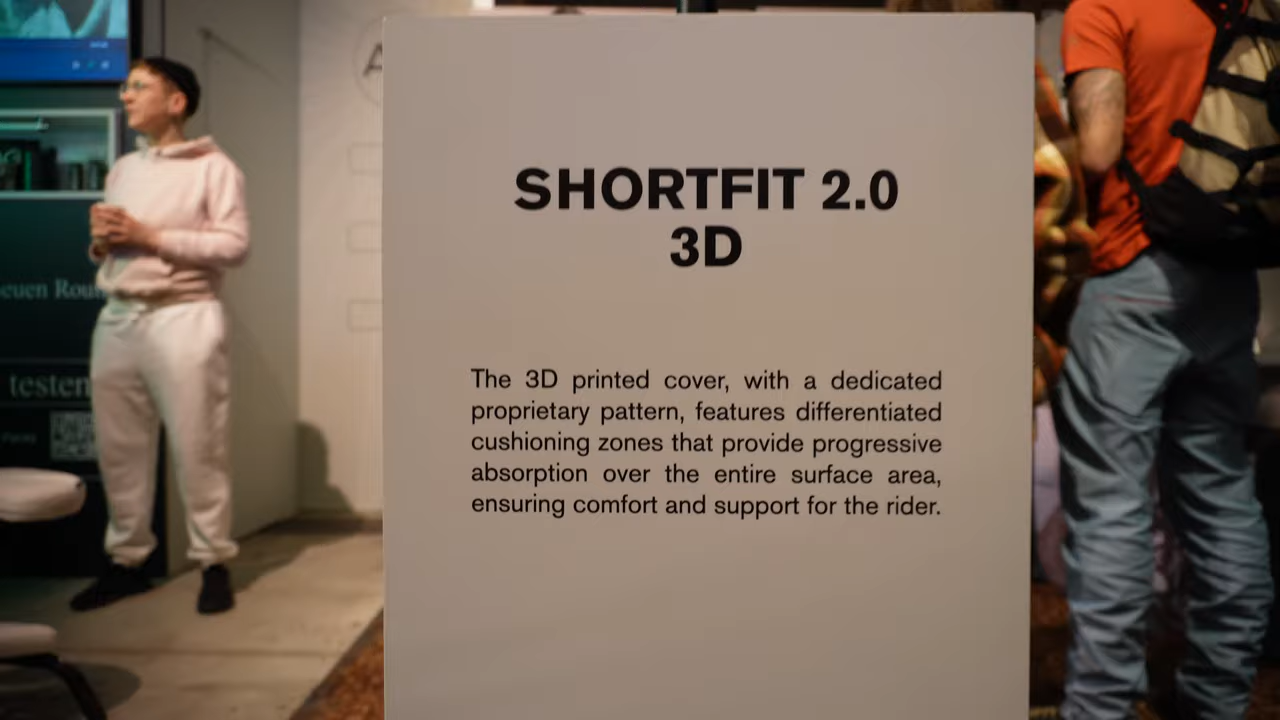 SHORTFIT 2.0
3D
The 3D printed cover, with a dedicated
proprietary pattern, features differentiated
cushioning zones that provide progressive
absorption over the entire surface area,
ensuring comfort and support for the rider.
testen